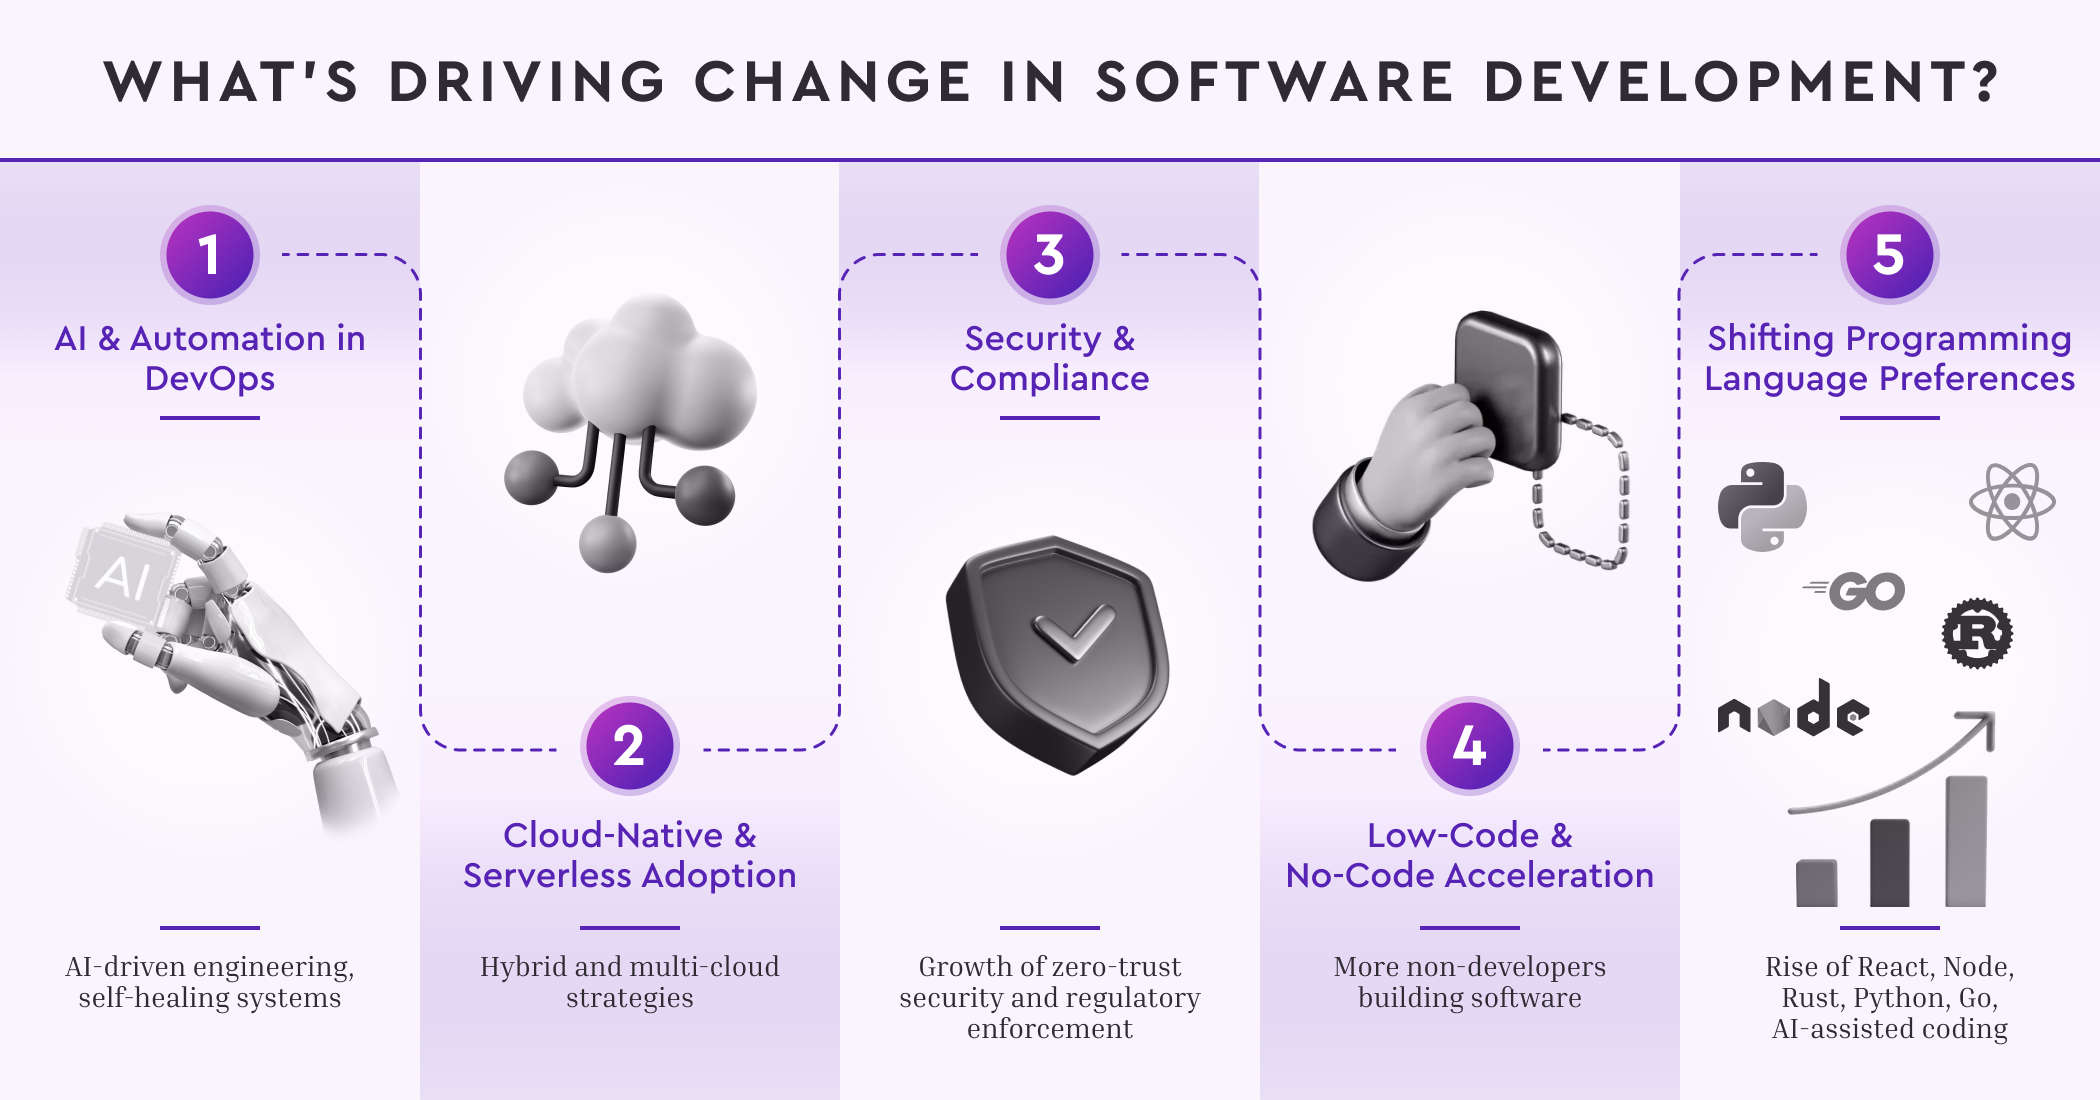 WHAT'S DRIVING CHANGE IN SOFTWARE DEVELOPMENT?
1
AI & Automation in
DevOps
AI
AI-driven engineering,
self-healing systems
2
Cloud-Native &
Serverless Adoption
Hybrid and multi-cloud
strategies
3
Security &
Compliance
Growth of zero-trust
security and regulatory
enforcement
4
Low-Code &
No-Code Acceleration
More non-developers
building software
5
Shifting Programming
Language Preferences
GO
R
node
Rise of React, Node,
Rust, Python, Go,
AI-assisted coding